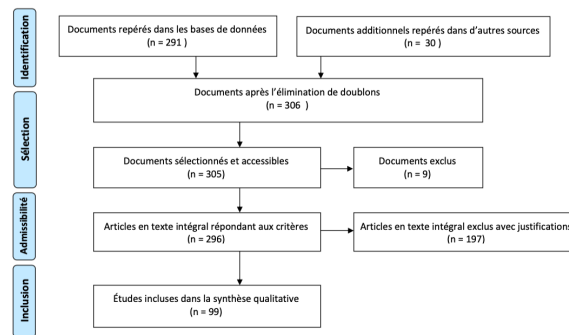 Identification
Documents repérés dans les bases de données
(n = 291 )
Documents additionnels repérés dans d'autres sources
(n = 30 )
Documents après l'élimination de doublons
(n = 306 )
Sélection
Documents sélectionnés et accessibles
(n = 305)
Documents exclus
(n = 9)
Admissibilité
Articles en texte intégral répondant aux critères
(n = 296)
Articles en texte intégral exclus avec justifications
(n = 197)
Inclusion
Études incluses dans la synthèse qualitative
(n = 99)